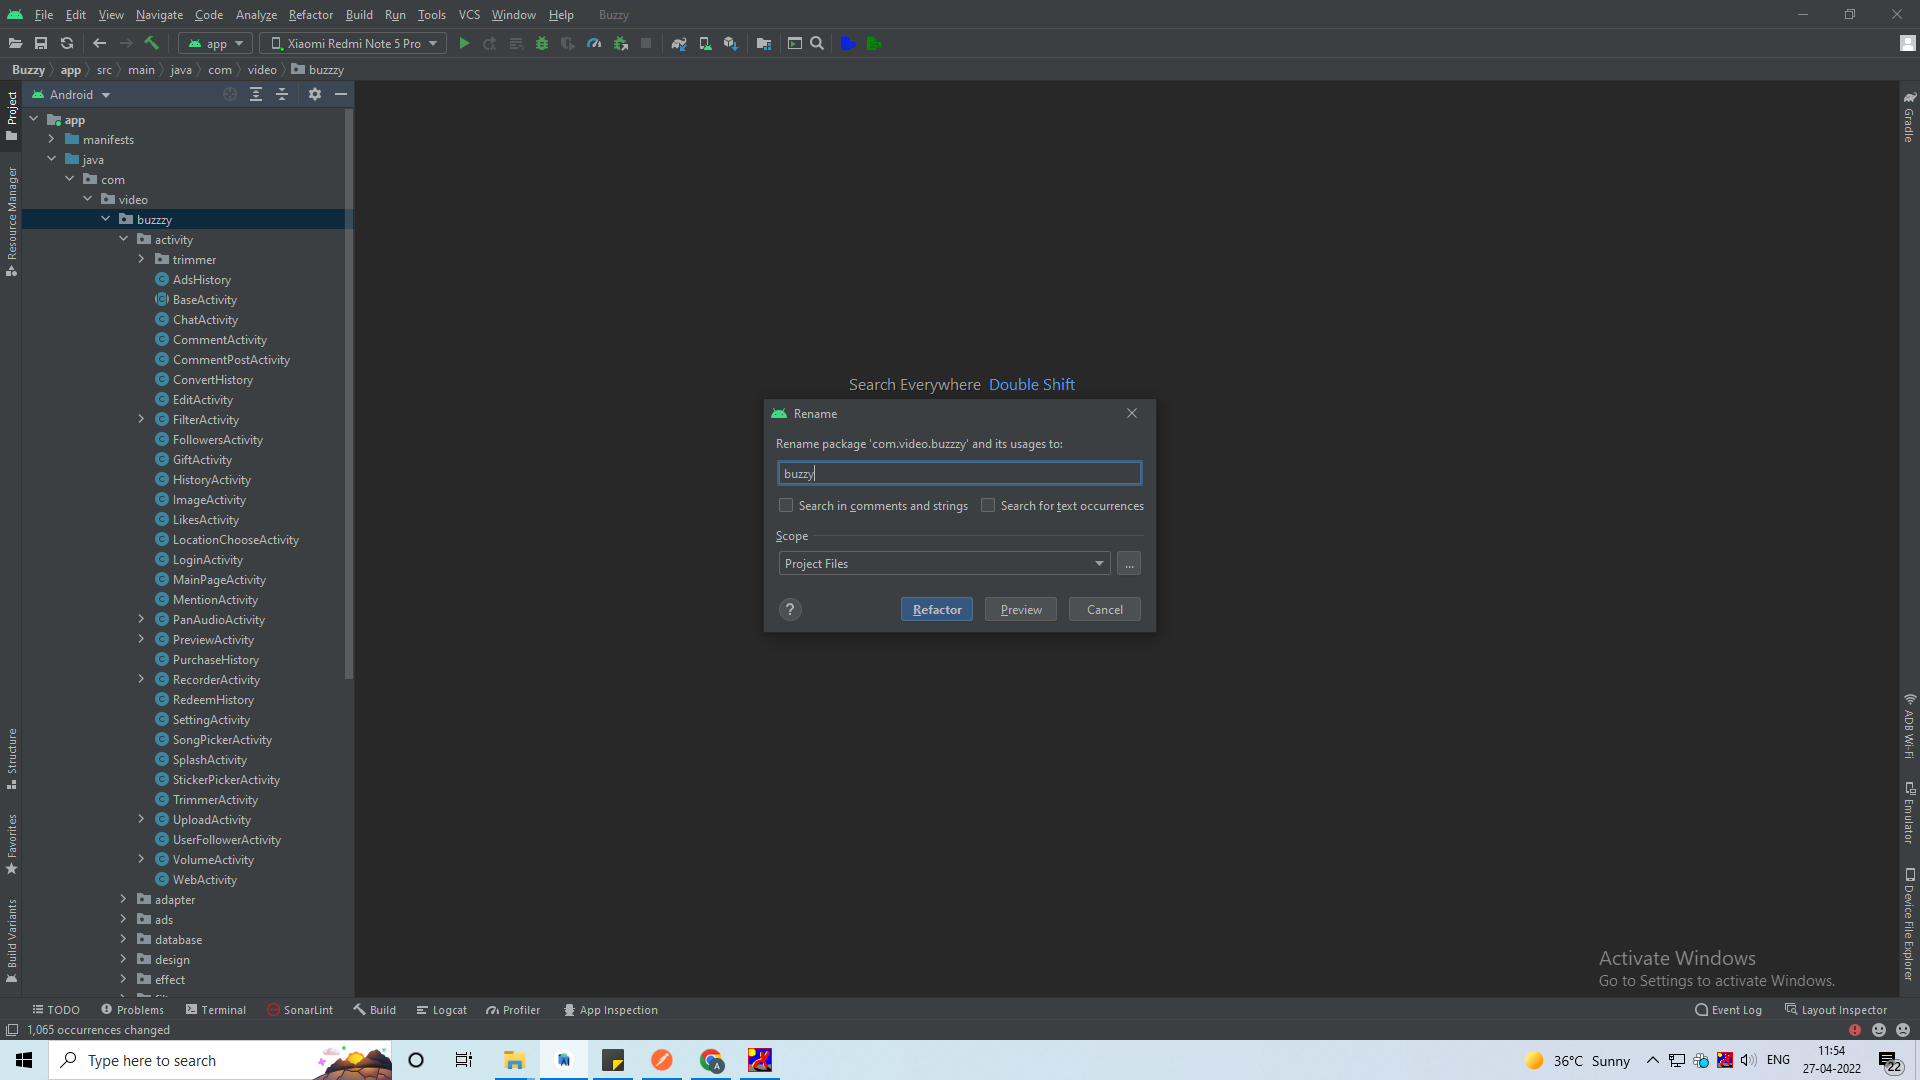 File Edit View Navigate Code Analyze Refactor Build Run Tools VCS Window Help Buzzy
app Xiaomi Redmi Note 5 Pro
Buzzy app src main java com video buzzzy
Android
Project
Resource Manager
Structure
Favorites
Build Variants
app
manifests
java
com
video
buzzzy
activity
trimmer
AdsHistory
BaseActivity
ChatActivity
CommentActivity
CommentPostActivity
ConvertHistory
EditActivity
FilterActivity
FollowersActivity
GiftActivity
HistoryActivity
ImageActivity
LikesActivity
LocationChooseActivity
LoginActivity
MainPageActivity
MentionActivity
PanAudioActivity
PreviewActivity
PurchaseHistory
RecorderActivity
RedeemHistory
SettingActivity
SongPickerActivity
SplashActivity
StickerPickerActivity
TrimmerActivity
UploadActivity
UserFollowerActivity
VolumeActivity
WebActivity
adapter
ads
database
design
effect
Search Everywhere Double Shift
Rename
Rename package 'com.video.buzzzy' and its usages to:
buzzy
Search in comments and strings Search for text occurrences
Scope
Project Files ...
? Refactor Preview Cancel
Gradle
ADB Wi-Fi
Emulator
Device File Explorer
Activate Windows
Go to Settings to activate Windows.
TODO Problems Terminal SonarLint Build Logcat Profiler App Inspection Event Log Layout Inspector
1,065 occurrences changed
Type here to search 36°C Sunny ENG 11:54
27-04-2022 22